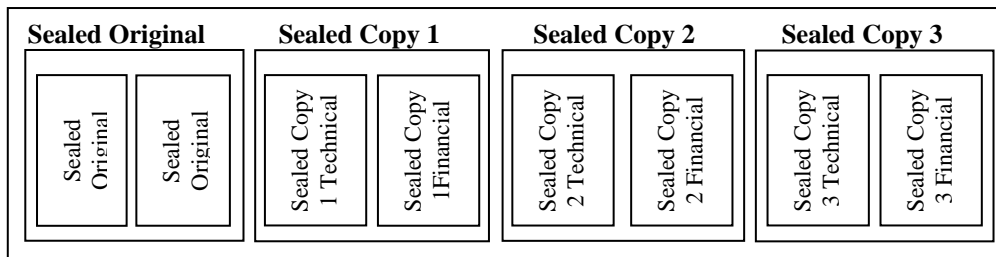 Sealed Original
Sealed Copy 1
Sealed Copy 2
Sealed Copy 3
Sealed
Original
Sealed
Original
Sealed Copy
1 Technical
Sealed Copy
1Financial
Sealed Copy
2 Technical
Sealed Copy
2 Financial
Sealed Copy
3 Technical
Sealed Copy
3 Financial